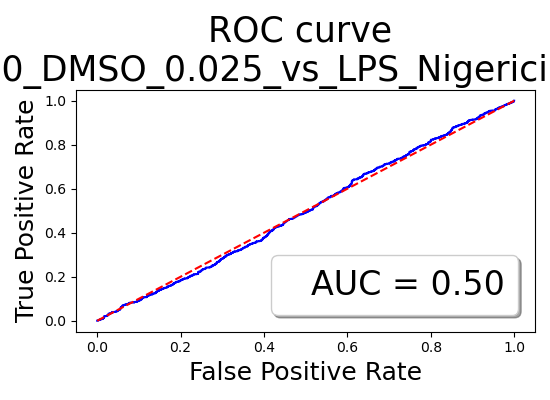 ROC curve
0_DMSO_0.025_vs_LPS_Nigerici
True Positive Rate
1.0
0.8
0.6
0.4
0.2
0.0
AUC = 0.50
0.0 0.2 0.4 0.6 0.8 1.0
False Positive Rate